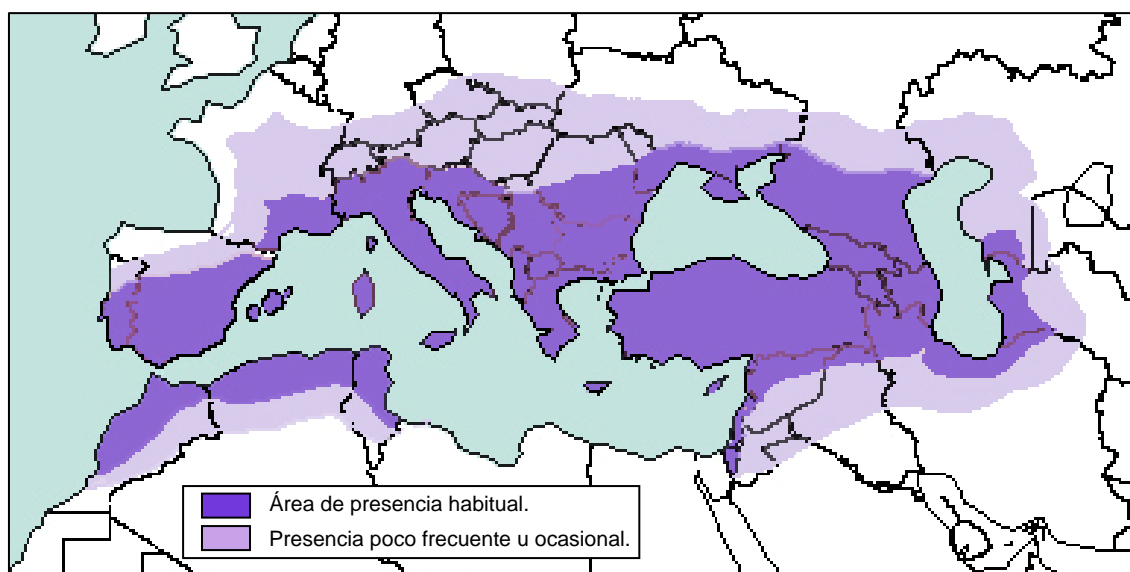 Área de presencia habitual.
Presencia poco frecuente u ocasional.